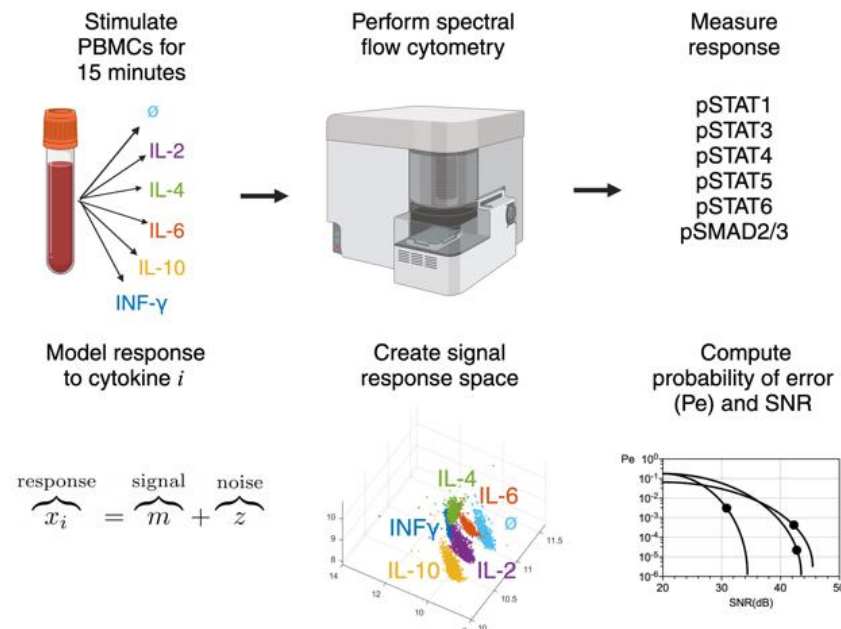 Stimulate
PBMCs for
15 minutes
Perform spectral
flow cytometry
Measure
response
ø
IL-2
IL-4
IL-6
IL-10
INF-γ
pSTAT1
pSTAT3
pSTAT4
pSTAT5
pSTAT6
pSMAD2/3
Model response
to cytokine i
Create signal
response space
Compute
probability of error
(Pe) and SNR
response signal noise
x_i = m + z
IL-4
IL-6
INFγ
ø
IL-10
IL-2
10
9
8
14
12
10
10
10.5
11
11.5
Pe
10^0
10^-1
10^-2
10^-3
10^-4
10^-5
10^-6
20 30 40 50
SNR(dB)